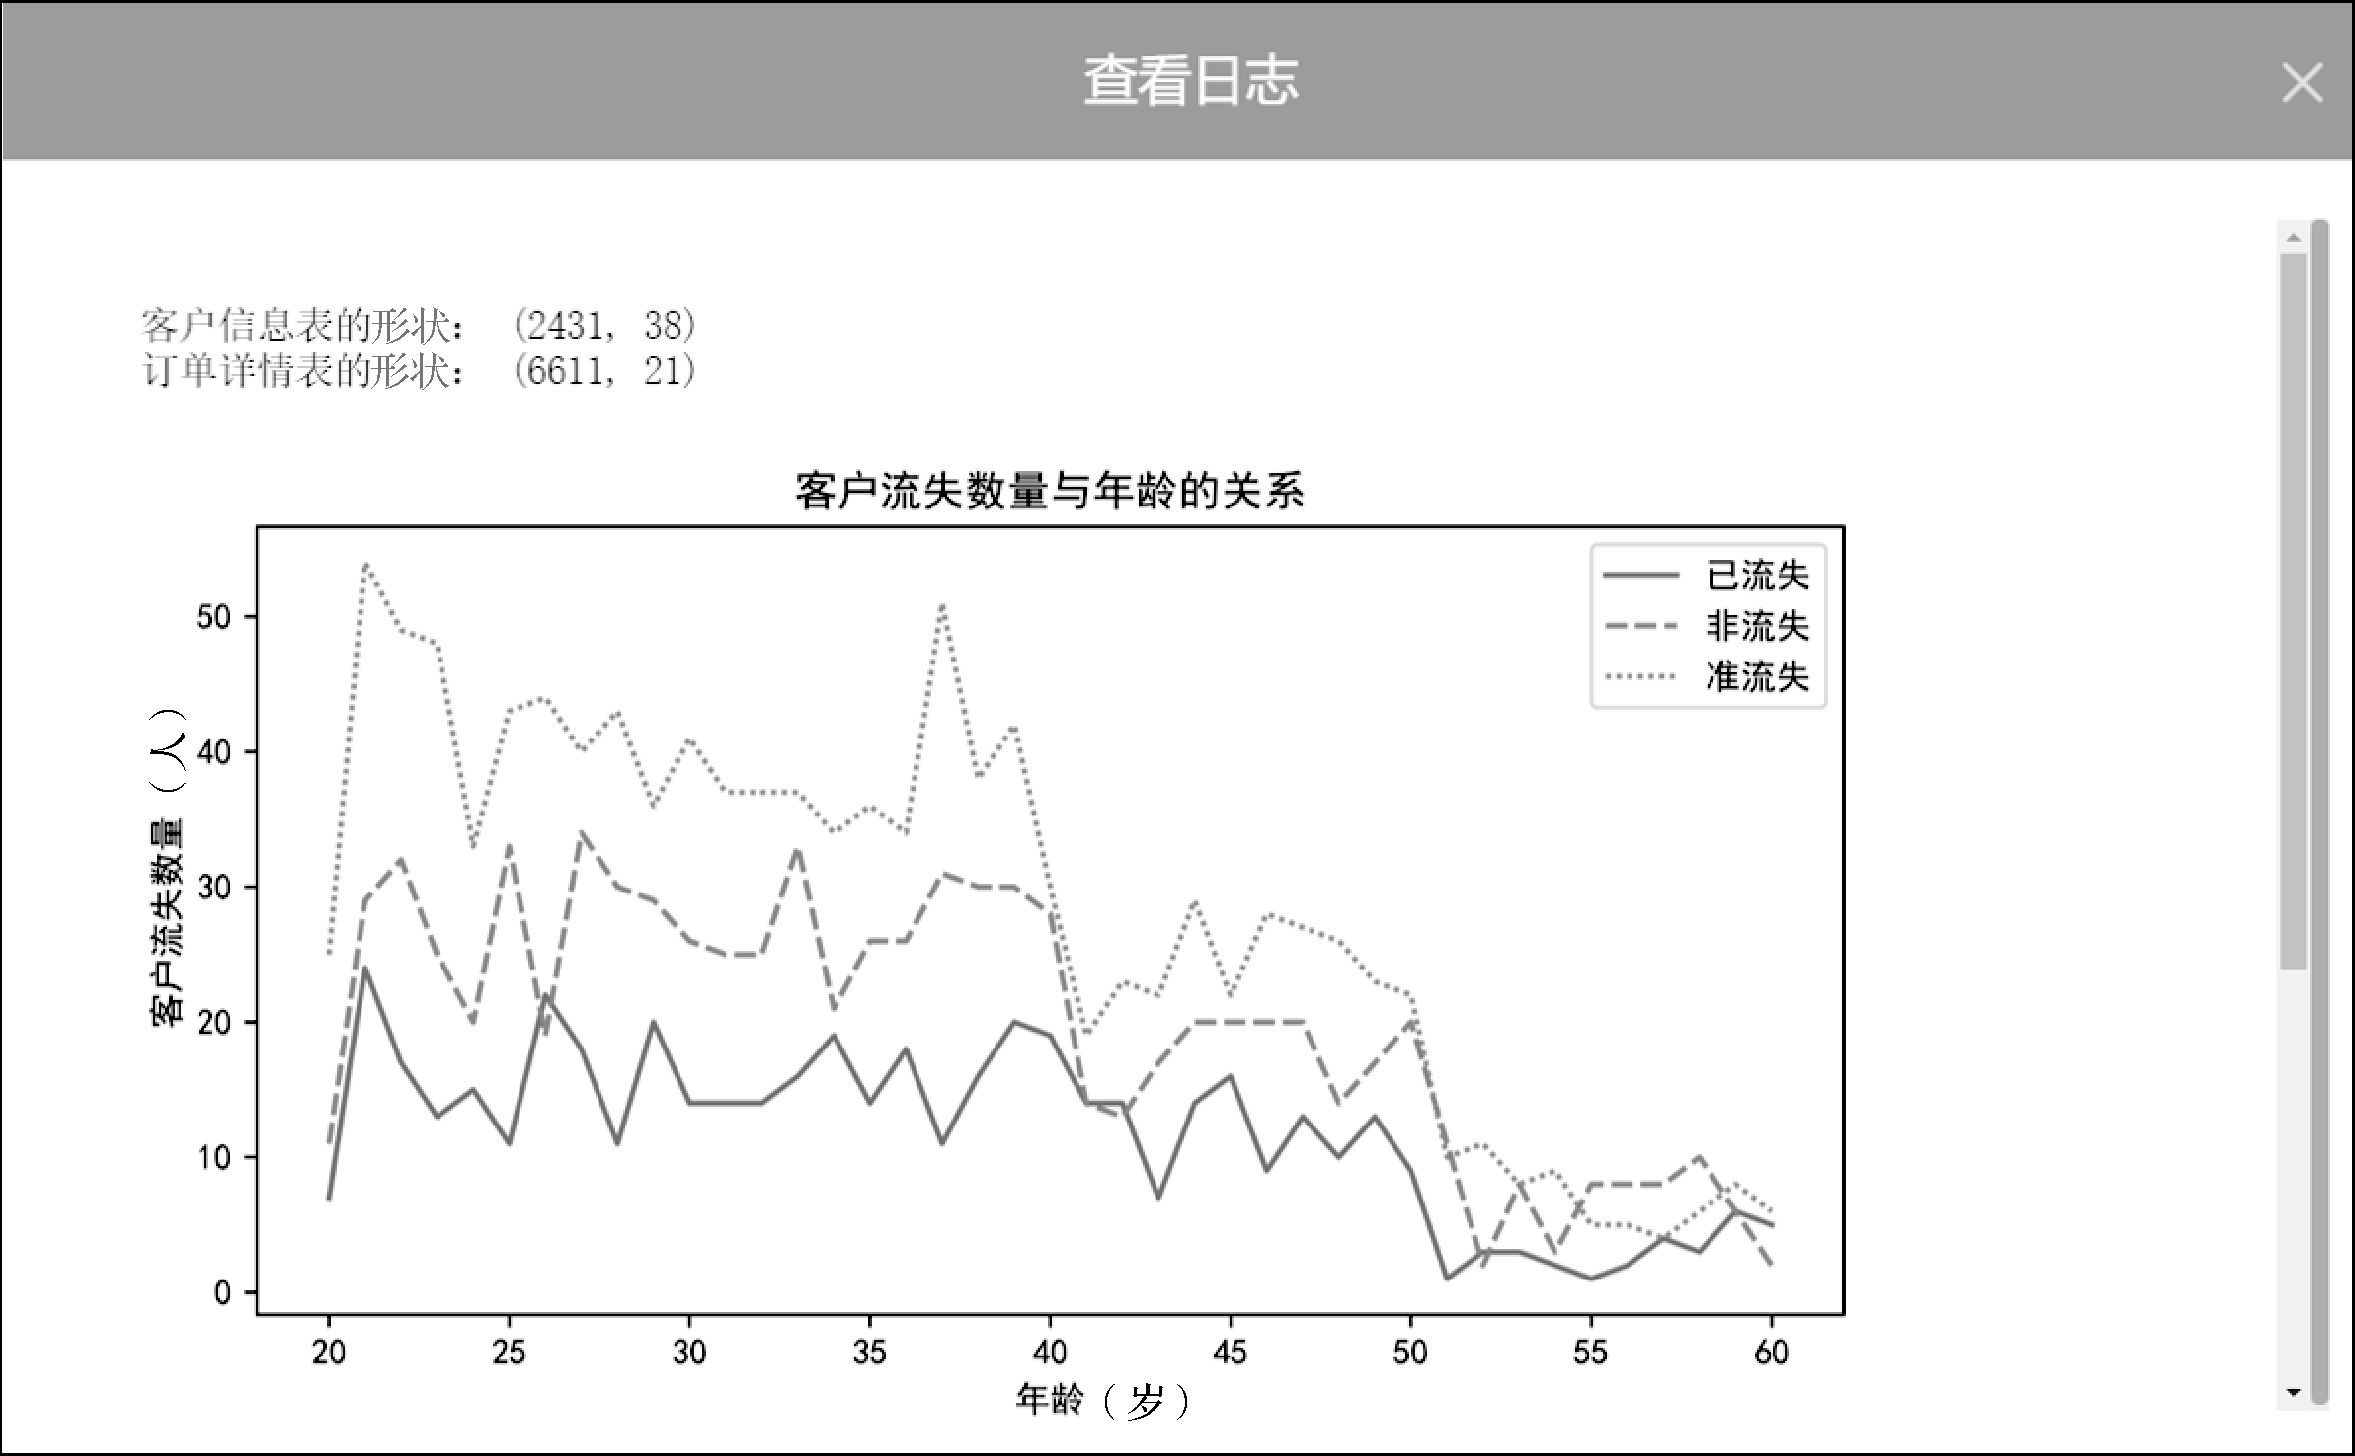 查看日志
客户信息表的形状： (2431, 38)
订单详情表的形状： (6611, 21)
客户流失数量与年龄的关系
已流失
非流失
准流失
客户流失数量（人）
50
40
30
20
10
0
20 25 30 35 40 45 50 55 60
年龄（岁）